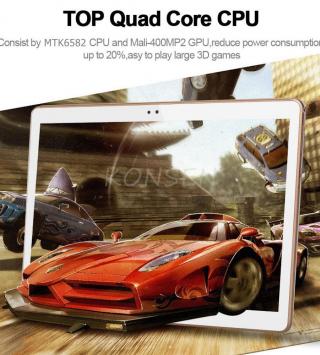 TOP Quad Core CPU
Consist by MTK6582 CPU and Mali-400MP2 GPU,reduce power consumption
up to 20%,asy to play large 3D games